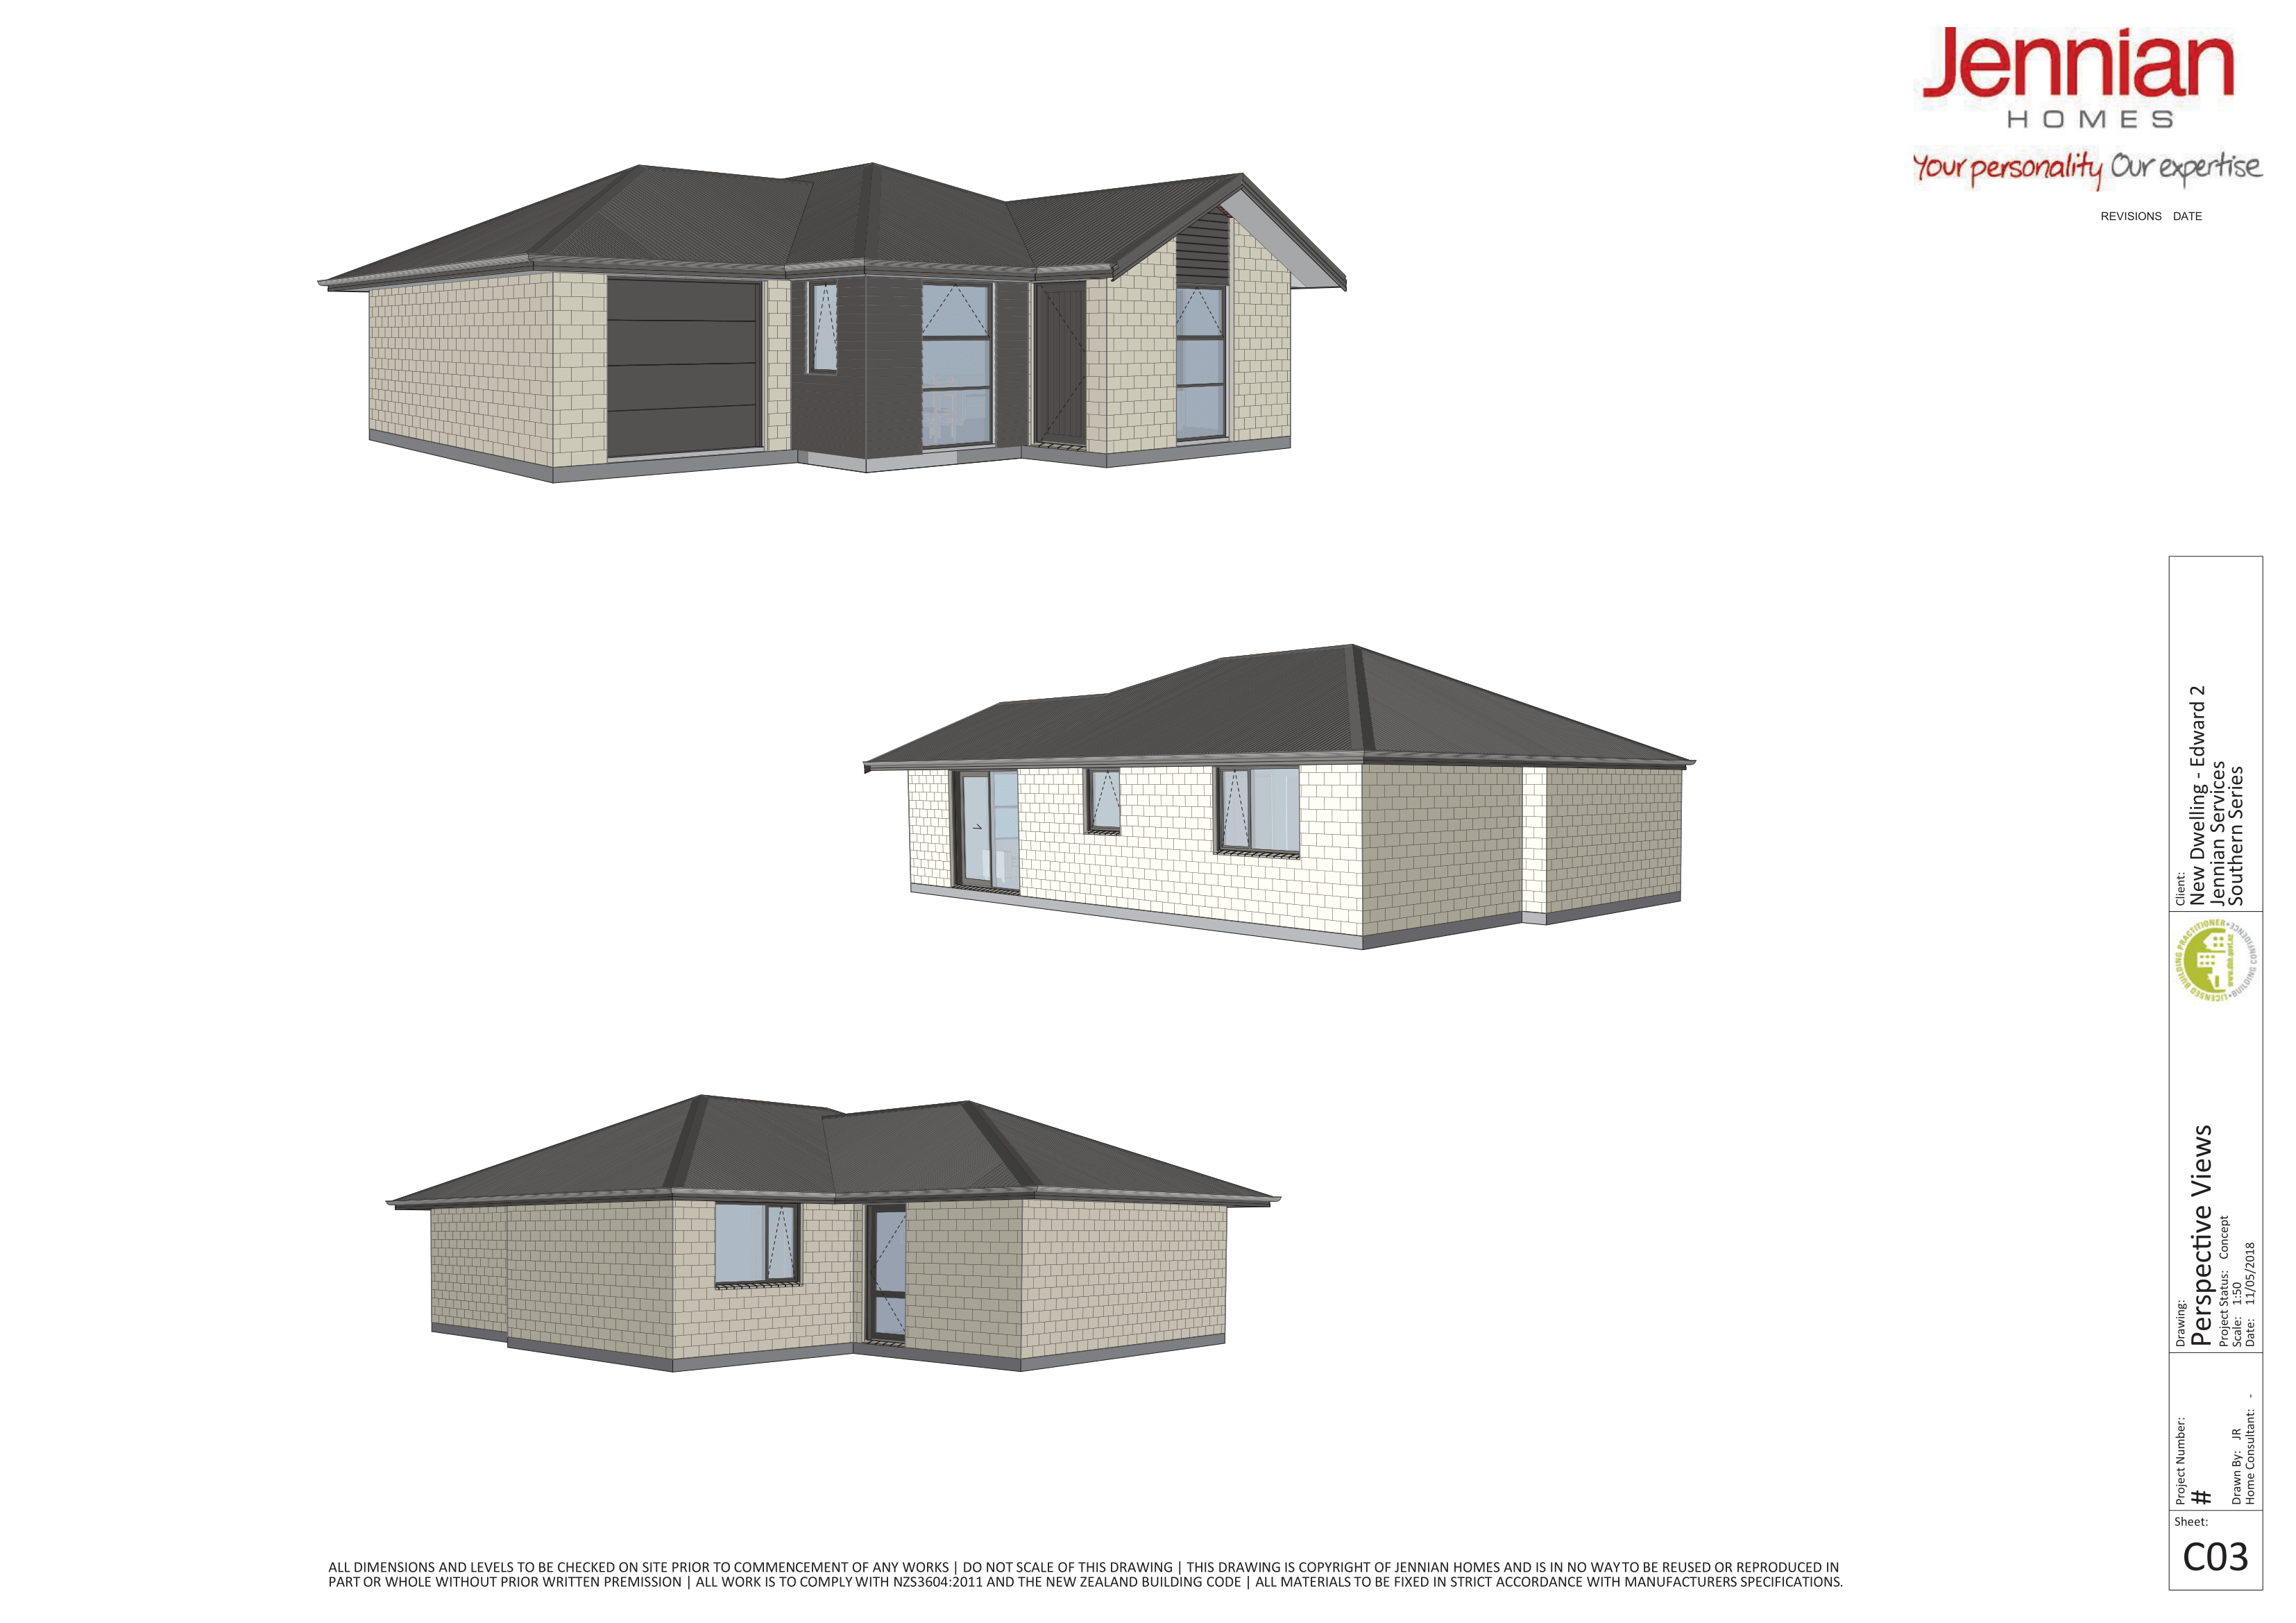 Jennian
HOMES
Your personality Our expertise
REVISIONS DATE
Client:
New Dwelling - Edward 2
Jennian Services
Southern Series
LICENSED BUILDING PRACTITIONER • BUILDING CONFIDENCE •
Drawing:
Perspective Views
Project Status: Concept
Scale: 1:50
Date: 11/05/2018
Project Number:
#
Drawn By: JR
Home Consultant: -
Sheet:
C03
ALL DIMENSIONS AND LEVELS TO BE CHECKED ON SITE PRIOR TO COMMENCEMENT OF ANY WORKS | DO NOT SCALE OF THIS DRAWING | THIS DRAWING IS COPYRIGHT OF JENNIAN HOMES AND IS IN NO WAY TO BE REUSED OR REPRODUCED IN
PART OR WHOLE WITHOUT PRIOR WRITTEN PREMISSION | ALL WORK IS TO COMPLY WITH NZS3604:2011 AND THE NEW ZEALAND BUILDING CODE | ALL MATERIALS TO BE FIXED IN STRICT ACCORDANCE WITH MANUFACTURERS SPECIFICATIONS.